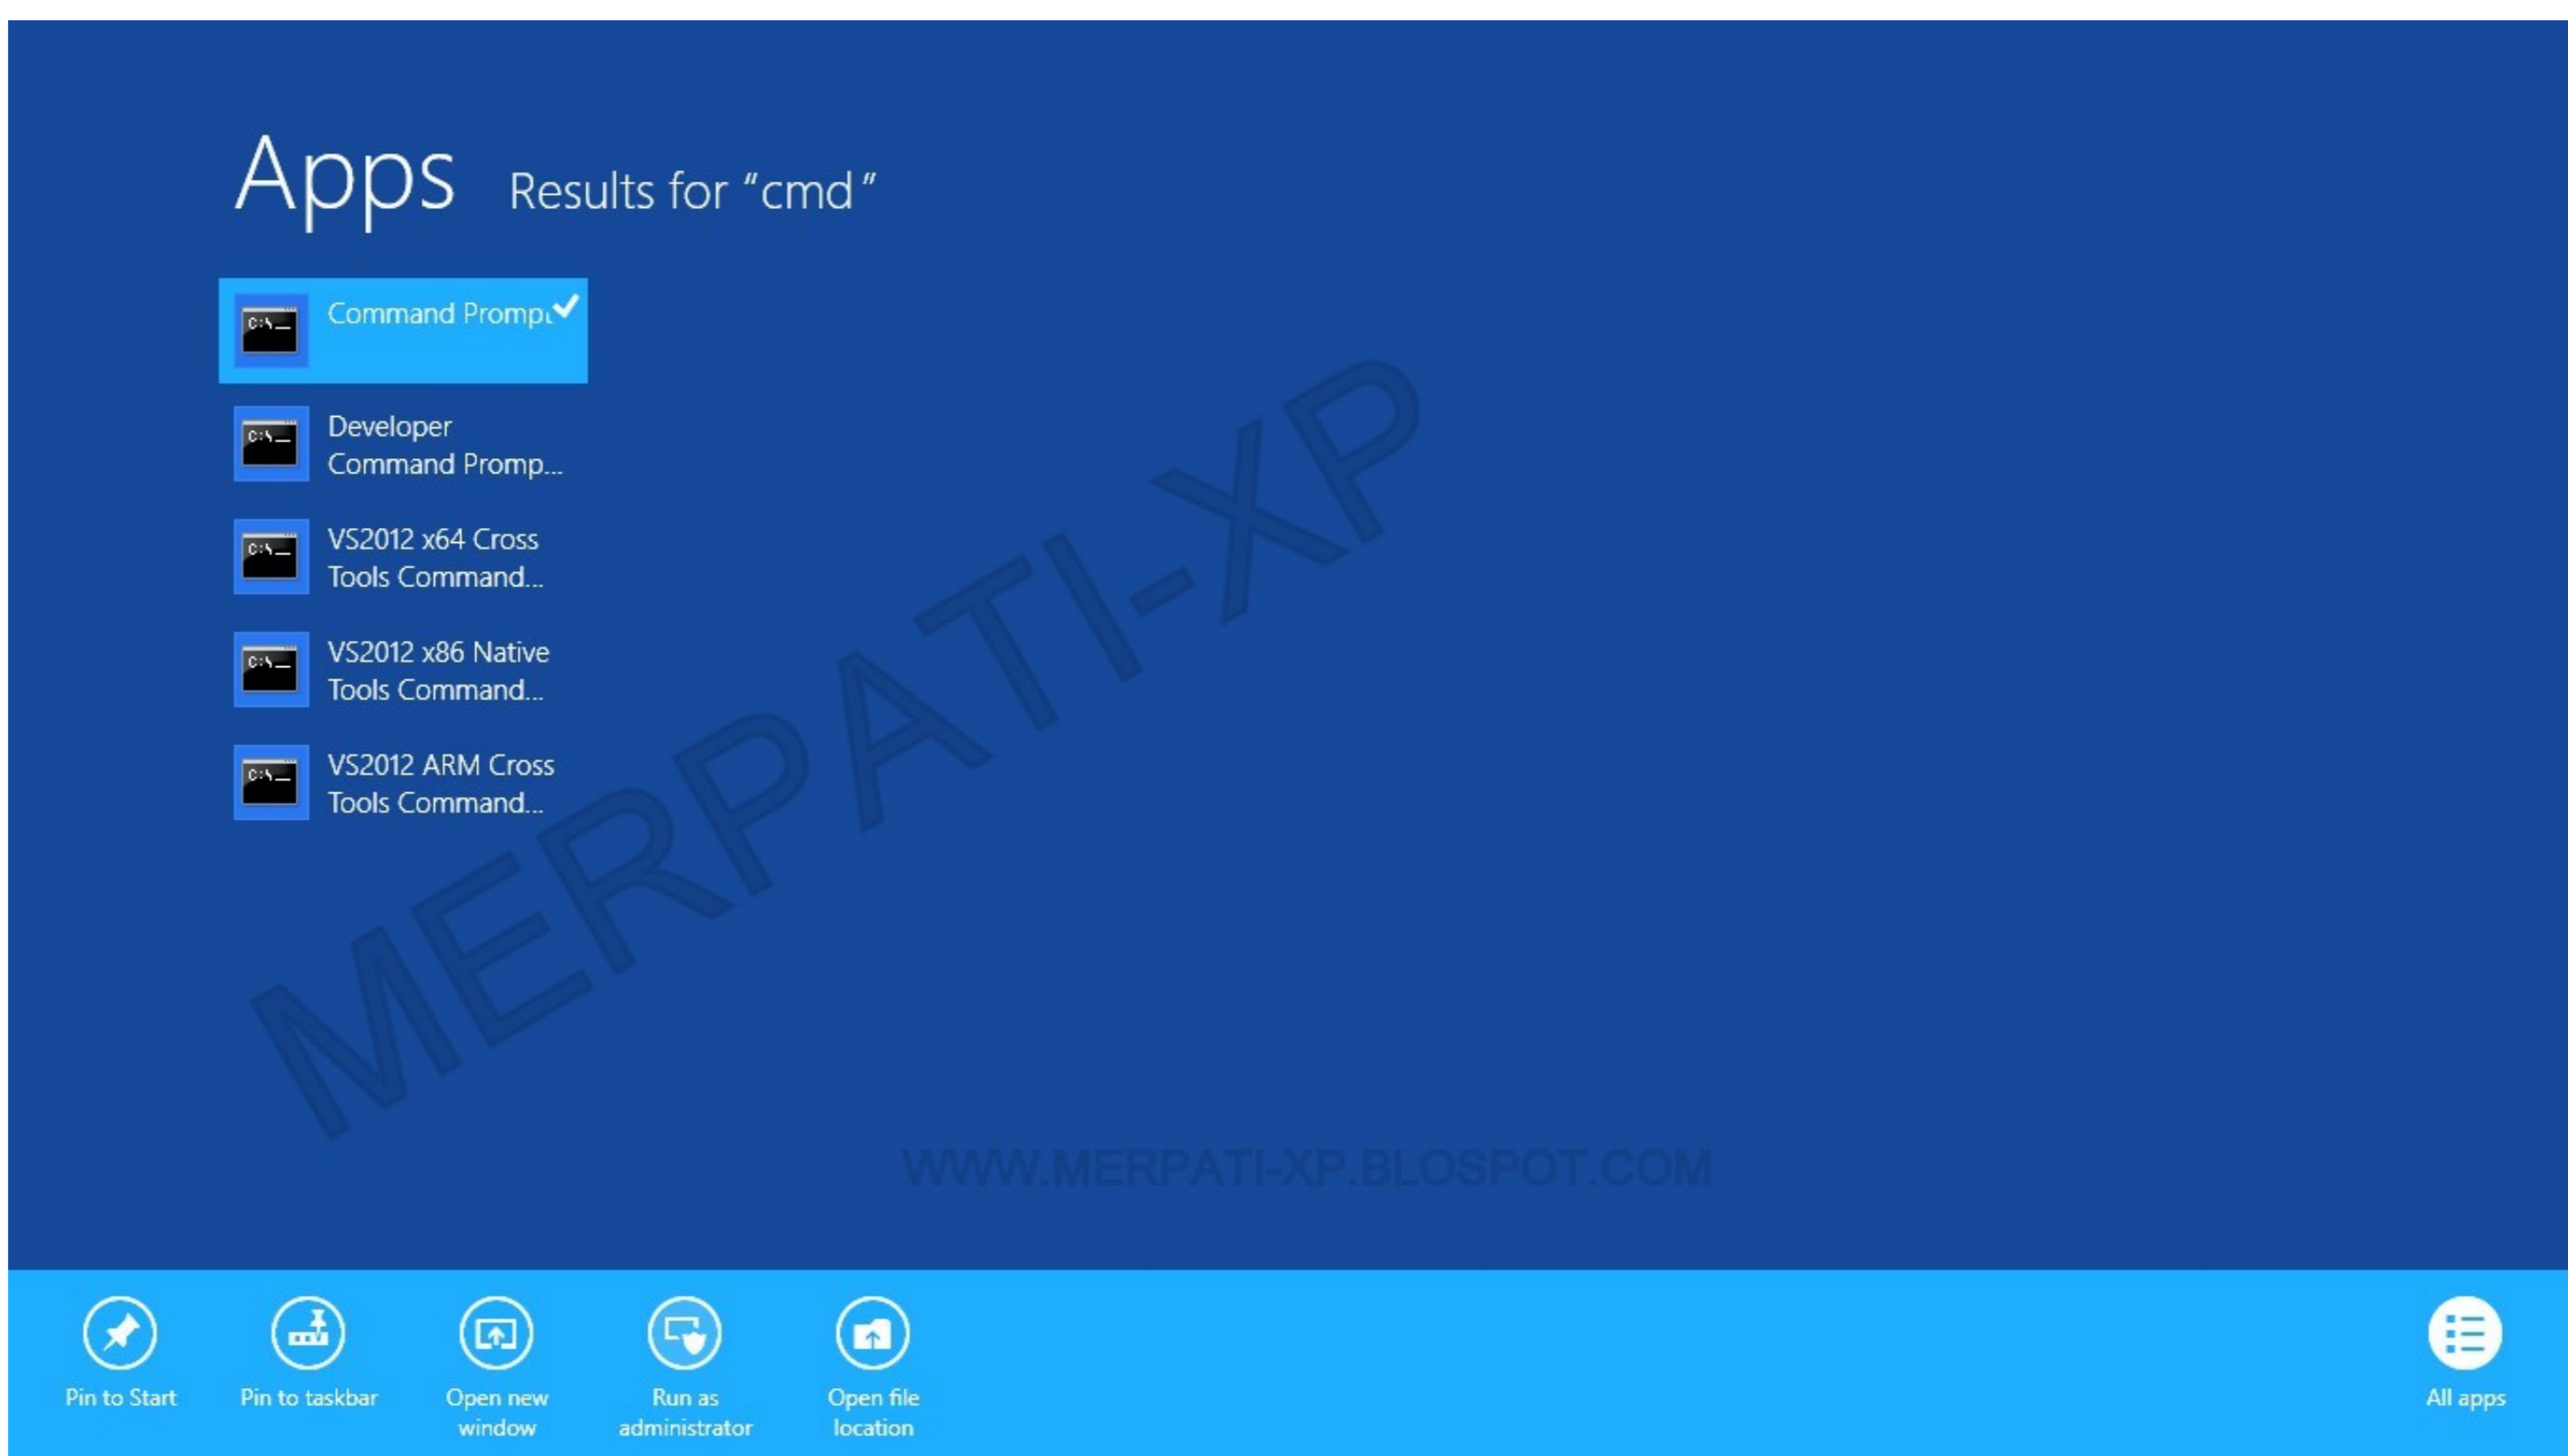 Apps Results for “cmd”
Command Prompt
Developer
Command Promp...
VS2012 x64 Cross
Tools Command...
VS2012 x86 Native
Tools Command...
VS2012 ARM Cross
Tools Command...
MERPATI-XP
WWW.MERPATI-XP.BLOSPOT.COM
Pin to Start
Pin to taskbar
Open new
window
Run as
administrator
Open file
location
All apps